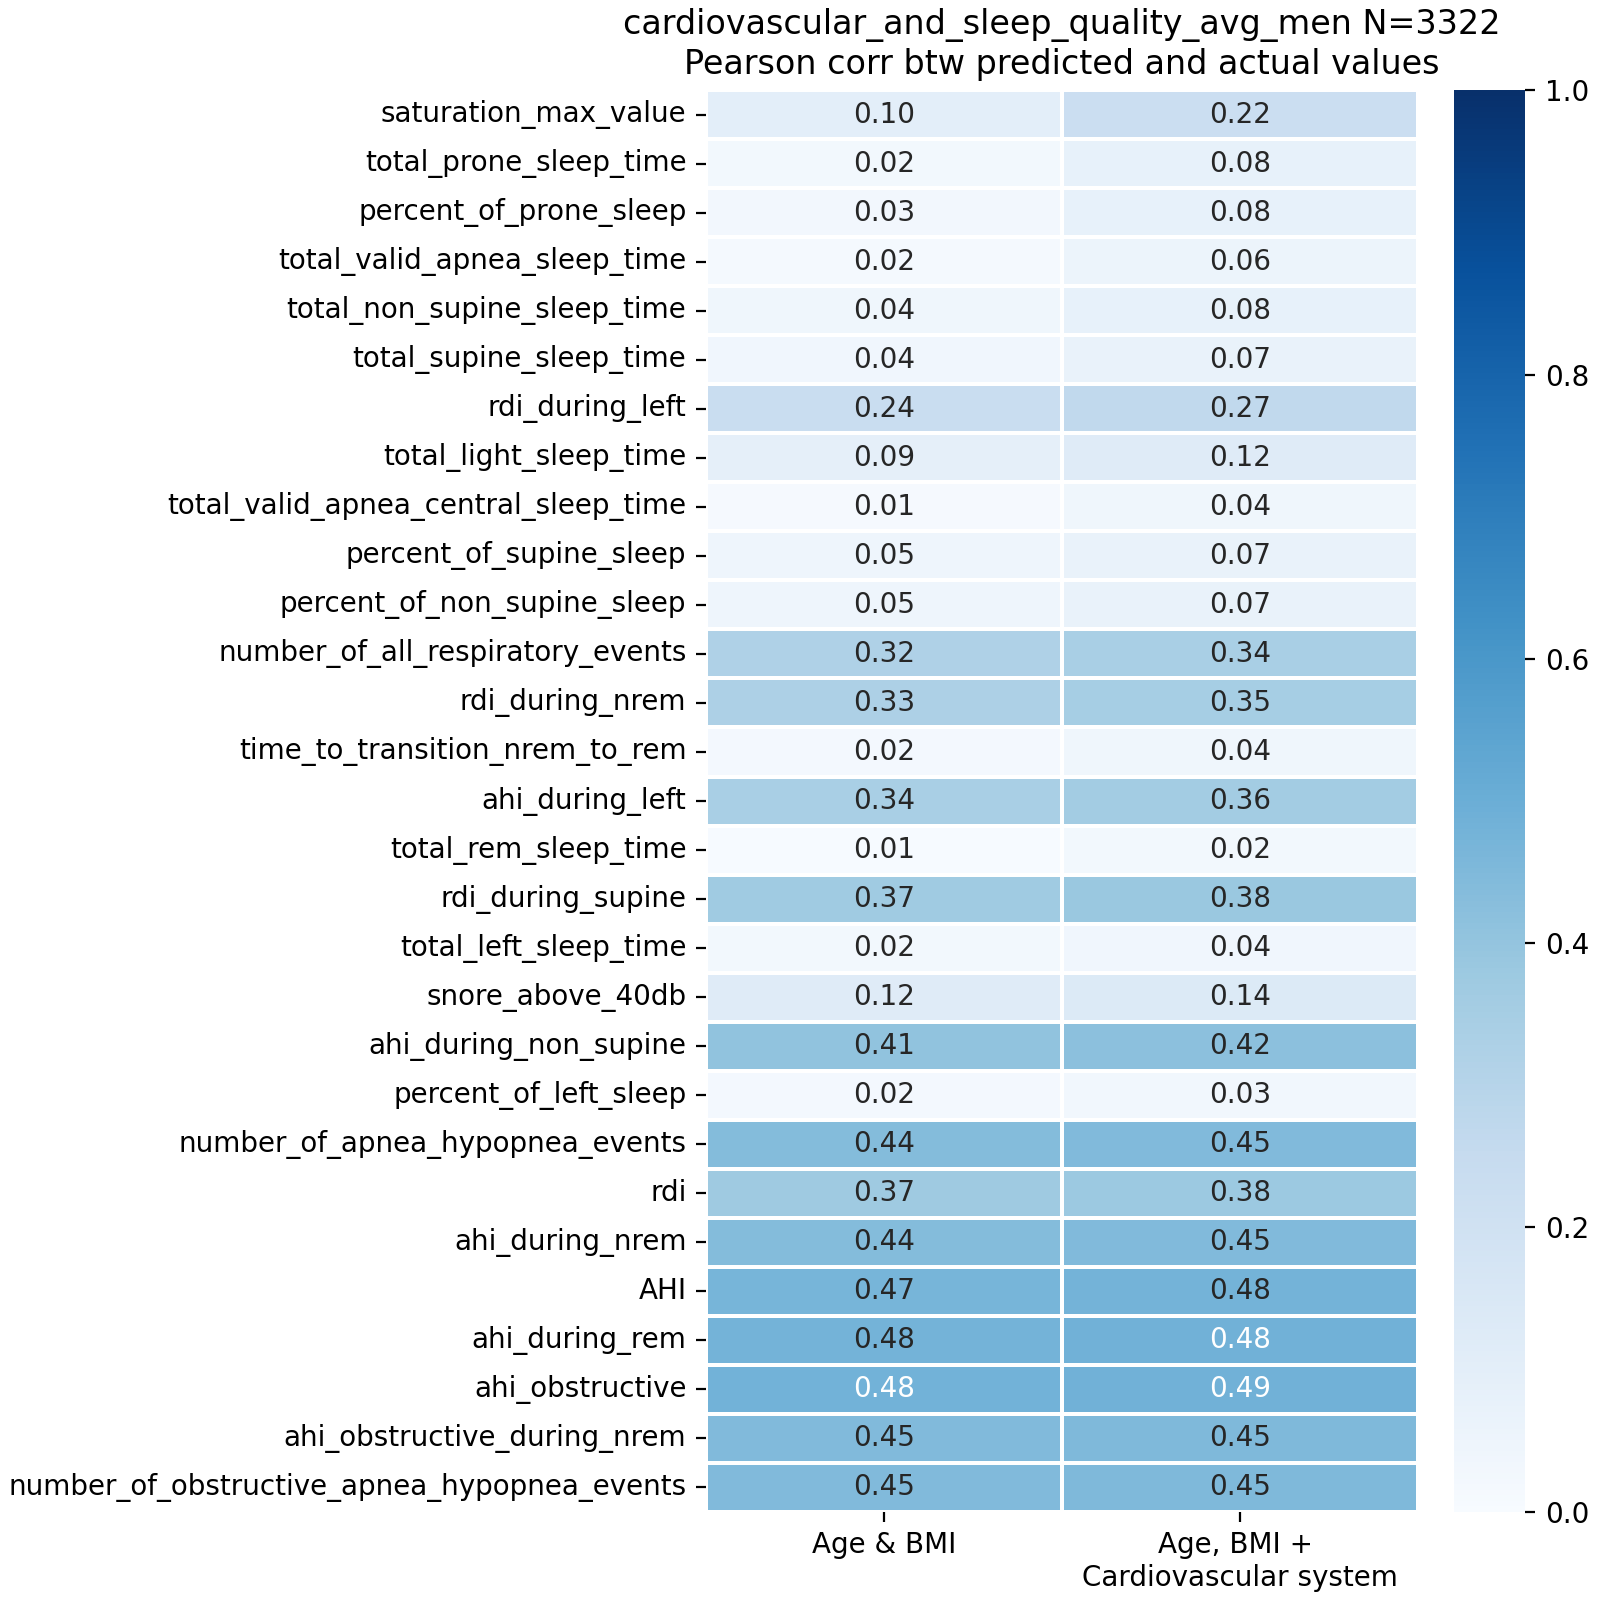 cardiovascular_and_sleep_quality_avg_men N=3322
Pearson corr btw predicted and actual values
saturation_max_value 0.10 0.22
total_prone_sleep_time 0.02 0.08
percent_of_prone_sleep 0.03 0.08
total_valid_apnea_sleep_time 0.02 0.06
total_non_supine_sleep_time 0.04 0.08
total_supine_sleep_time 0.04 0.07
rdi_during_left 0.24 0.27
total_light_sleep_time 0.09 0.12
total_valid_apnea_central_sleep_time 0.01 0.04
percent_of_supine_sleep 0.05 0.07
percent_of_non_supine_sleep 0.05 0.07
number_of_all_respiratory_events 0.32 0.34
rdi_during_nrem 0.33 0.35
time_to_transition_nrem_to_rem 0.02 0.04
ahi_during_left 0.34 0.36
total_rem_sleep_time 0.01 0.02
rdi_during_supine 0.37 0.38
total_left_sleep_time 0.02 0.04
snore_above_40db 0.12 0.14
ahi_during_non_supine 0.41 0.42
percent_of_left_sleep 0.02 0.03
number_of_apnea_hypopnea_events 0.44 0.45
rdi 0.37 0.38
ahi_during_nrem 0.44 0.45
AHI 0.47 0.48
ahi_during_rem 0.48 0.48
ahi_obstructive 0.48 0.49
ahi_obstructive_during_nrem 0.45 0.45
number_of_obstructive_apnea_hypopnea_events 0.45 0.45
Age & BMI
Age, BMI +
Cardiovascular system
1.0
0.8
0.6
0.4
0.2
0.0